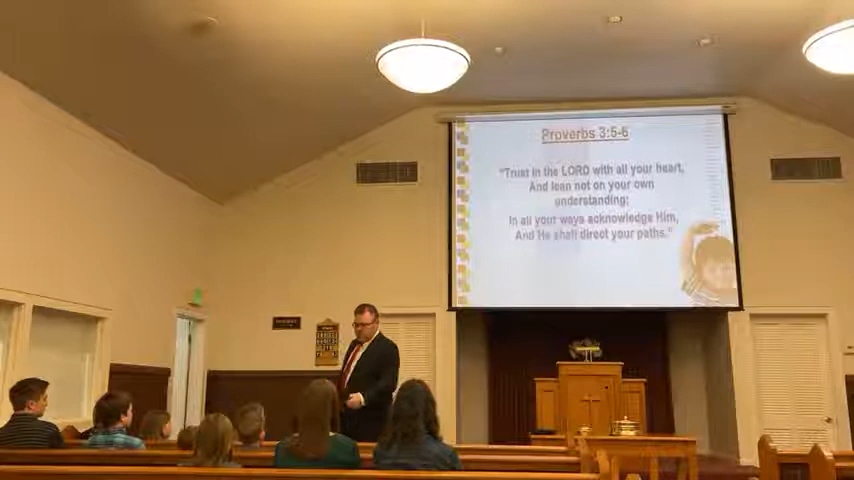 Proverbs 3:5-6
"Trust in the LORD with all your heart,
And lean not on your own
understanding;
In all your ways acknowledge Him,
And He shall direct your paths."